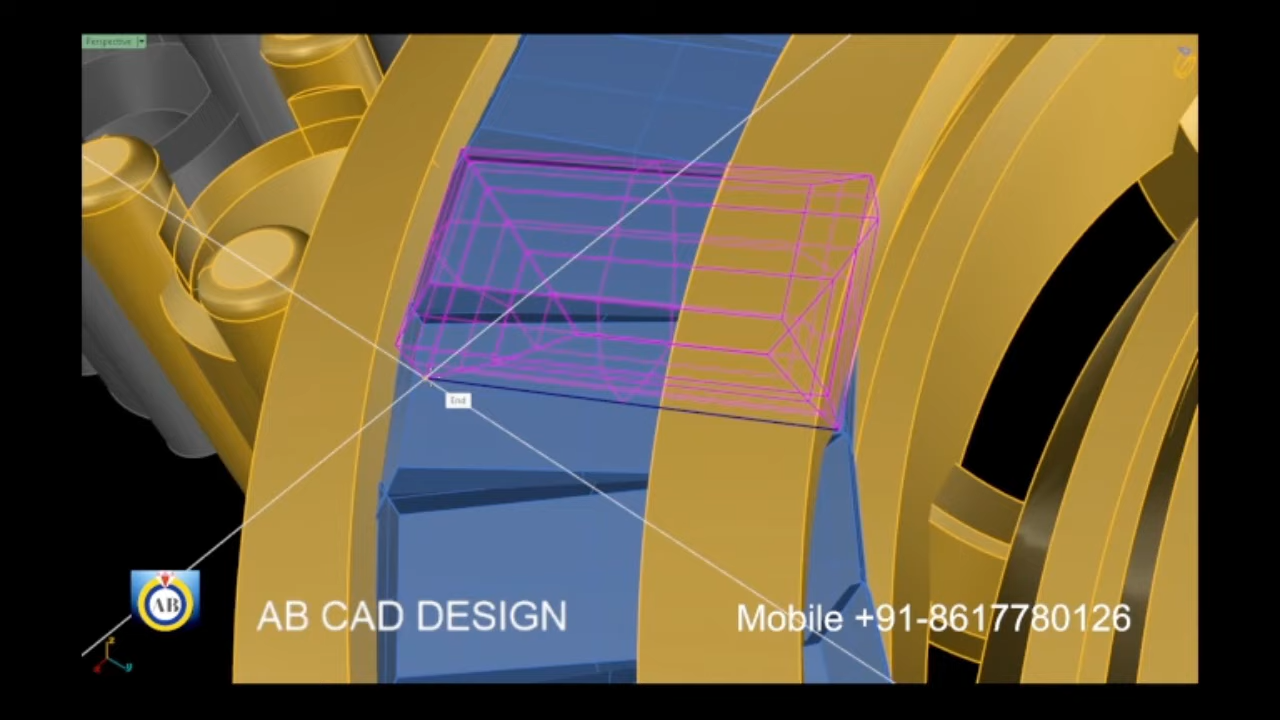 Perspective
End
AB
AB CAD DESIGN
Mobile +91-8617780126
z
x
y